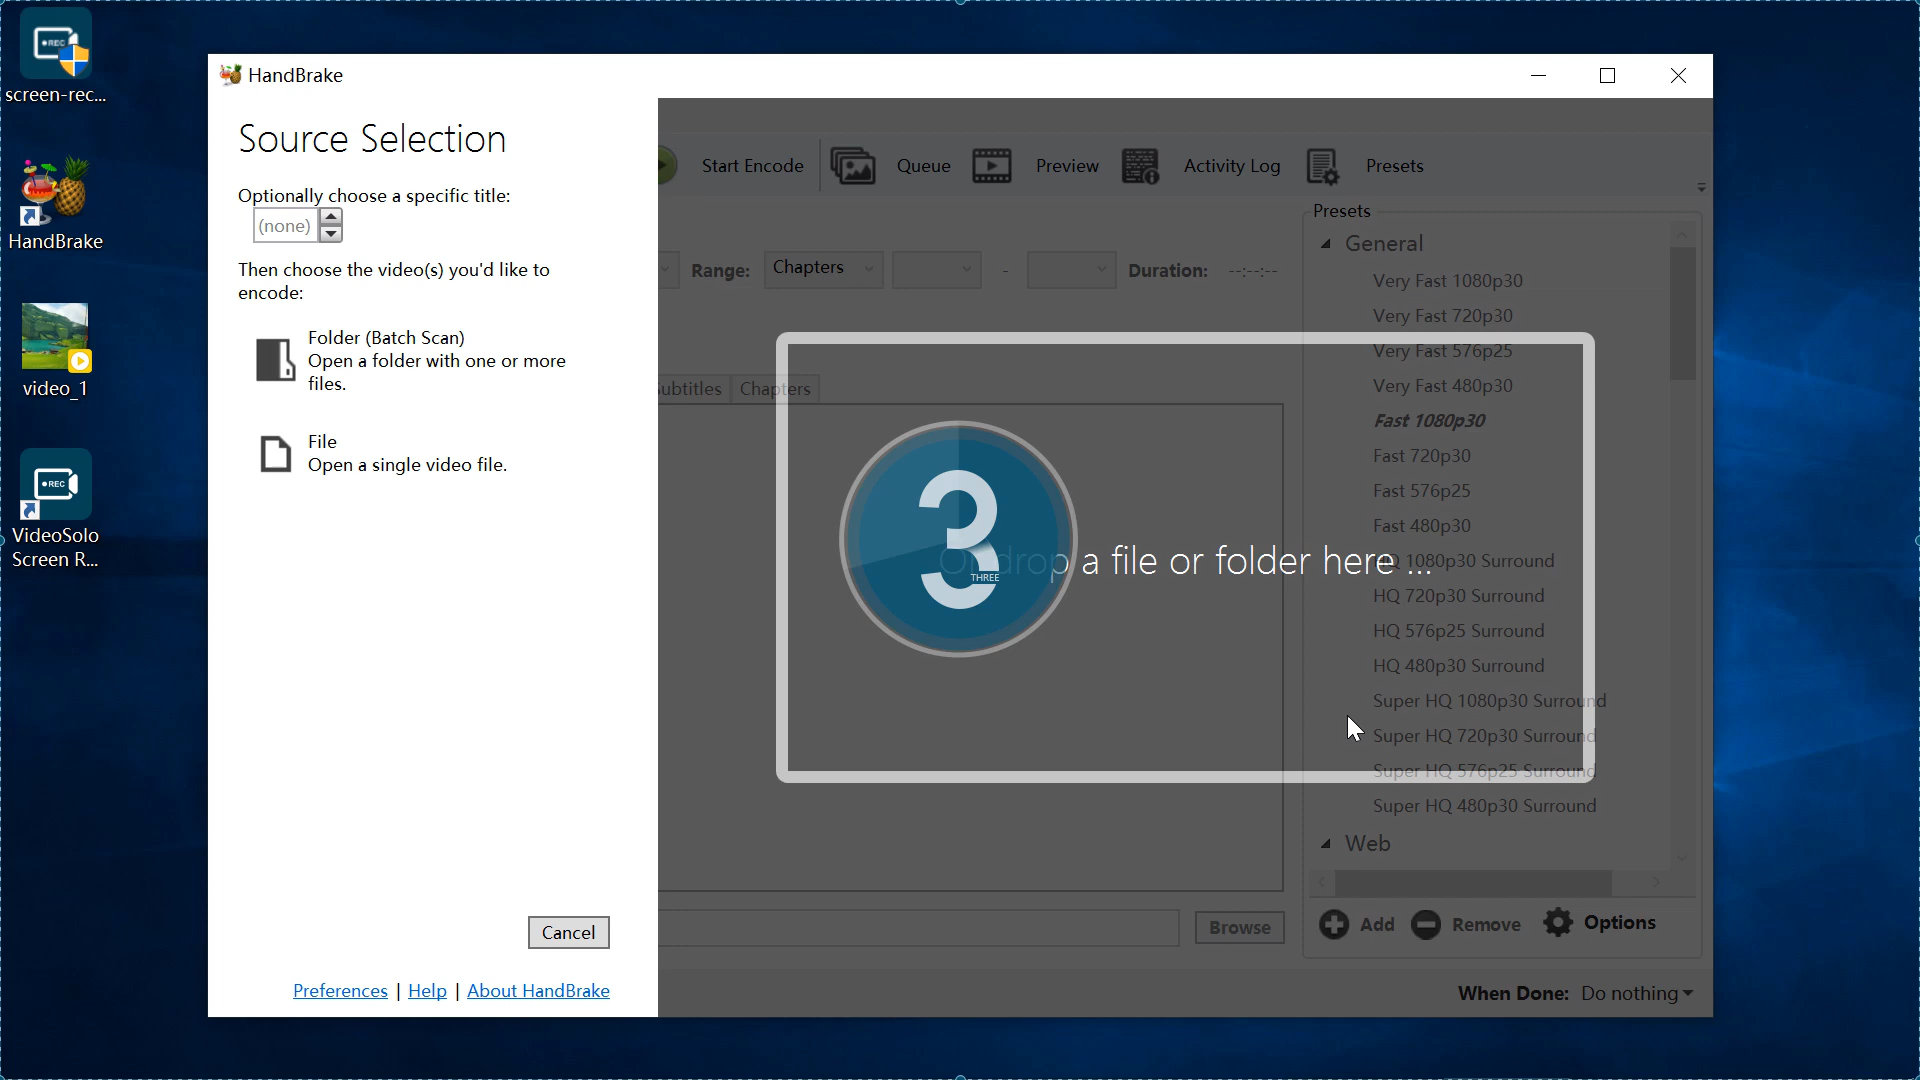 REC
screen-rec...
HandBrake
video_1
REC
VideoSolo
Screen R...
HandBrake
Source Selection
Optionally choose a specific title:
(none)
Then choose the video(s) you'd like to
encode:
Folder (Batch Scan)
Open a folder with one or more
files.
File
Open a single video file.
Cancel
Preferences | Help | About HandBrake
Start Encode
Queue
Preview
Activity Log
Presets
Range:
Chapters
-
Duration:
--:--:--
Subtitles
Chapters
3
THREE
Or drop a file or folder here ...
Browse
Presets
General
Very Fast 1080p30
Very Fast 720p30
Very Fast 576p25
Very Fast 480p30
Fast 1080p30
Fast 720p30
Fast 576p25
Fast 480p30
HQ 1080p30 Surround
HQ 720p30 Surround
HQ 576p25 Surround
HQ 480p30 Surround
Super HQ 1080p30 Surround
Super HQ 720p30 Surround
Super HQ 576p25 Surround
Super HQ 480p30 Surround
Web
Add
Remove
Options
When Done: Do nothing